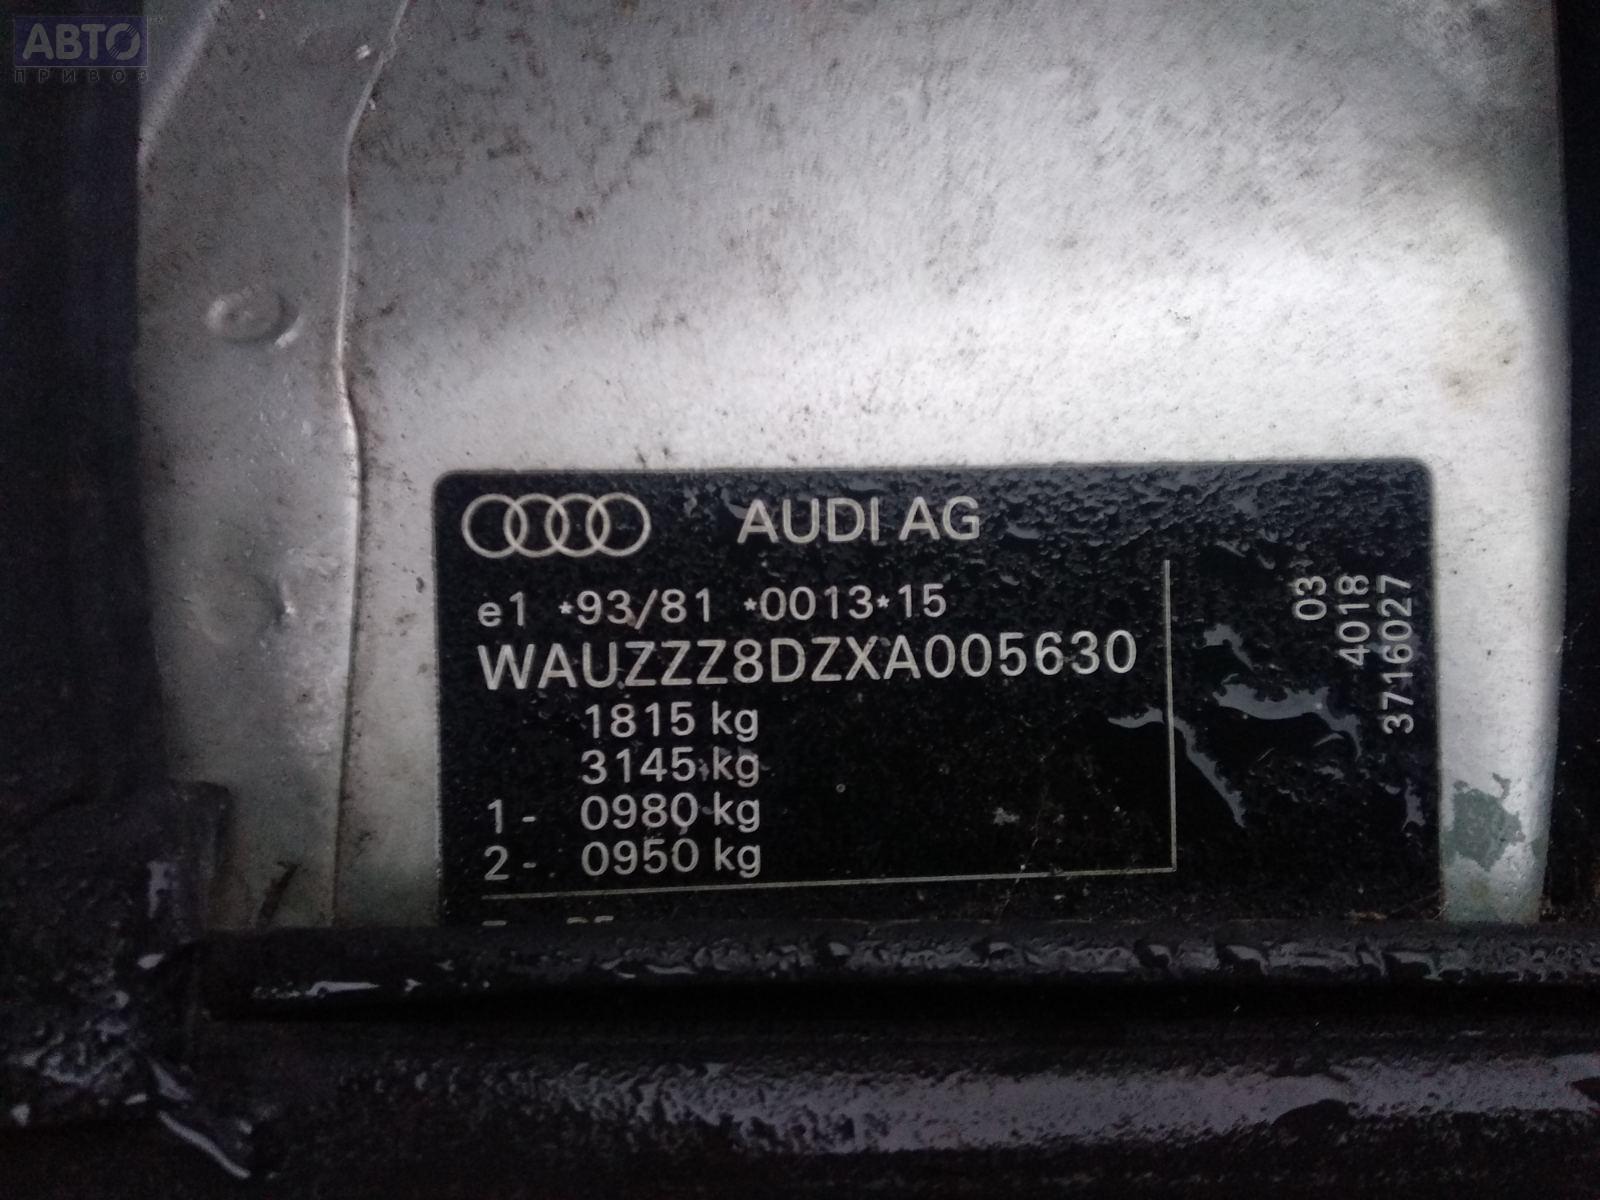 АВТО
ПРИВОЗ
AUDI AG
e1 *93/81 *0013*15
WAUZZZ8DZXA005630
1815 kg
3145 kg
1- 0980 kg
2- 0950 kg
03
4018
3716027